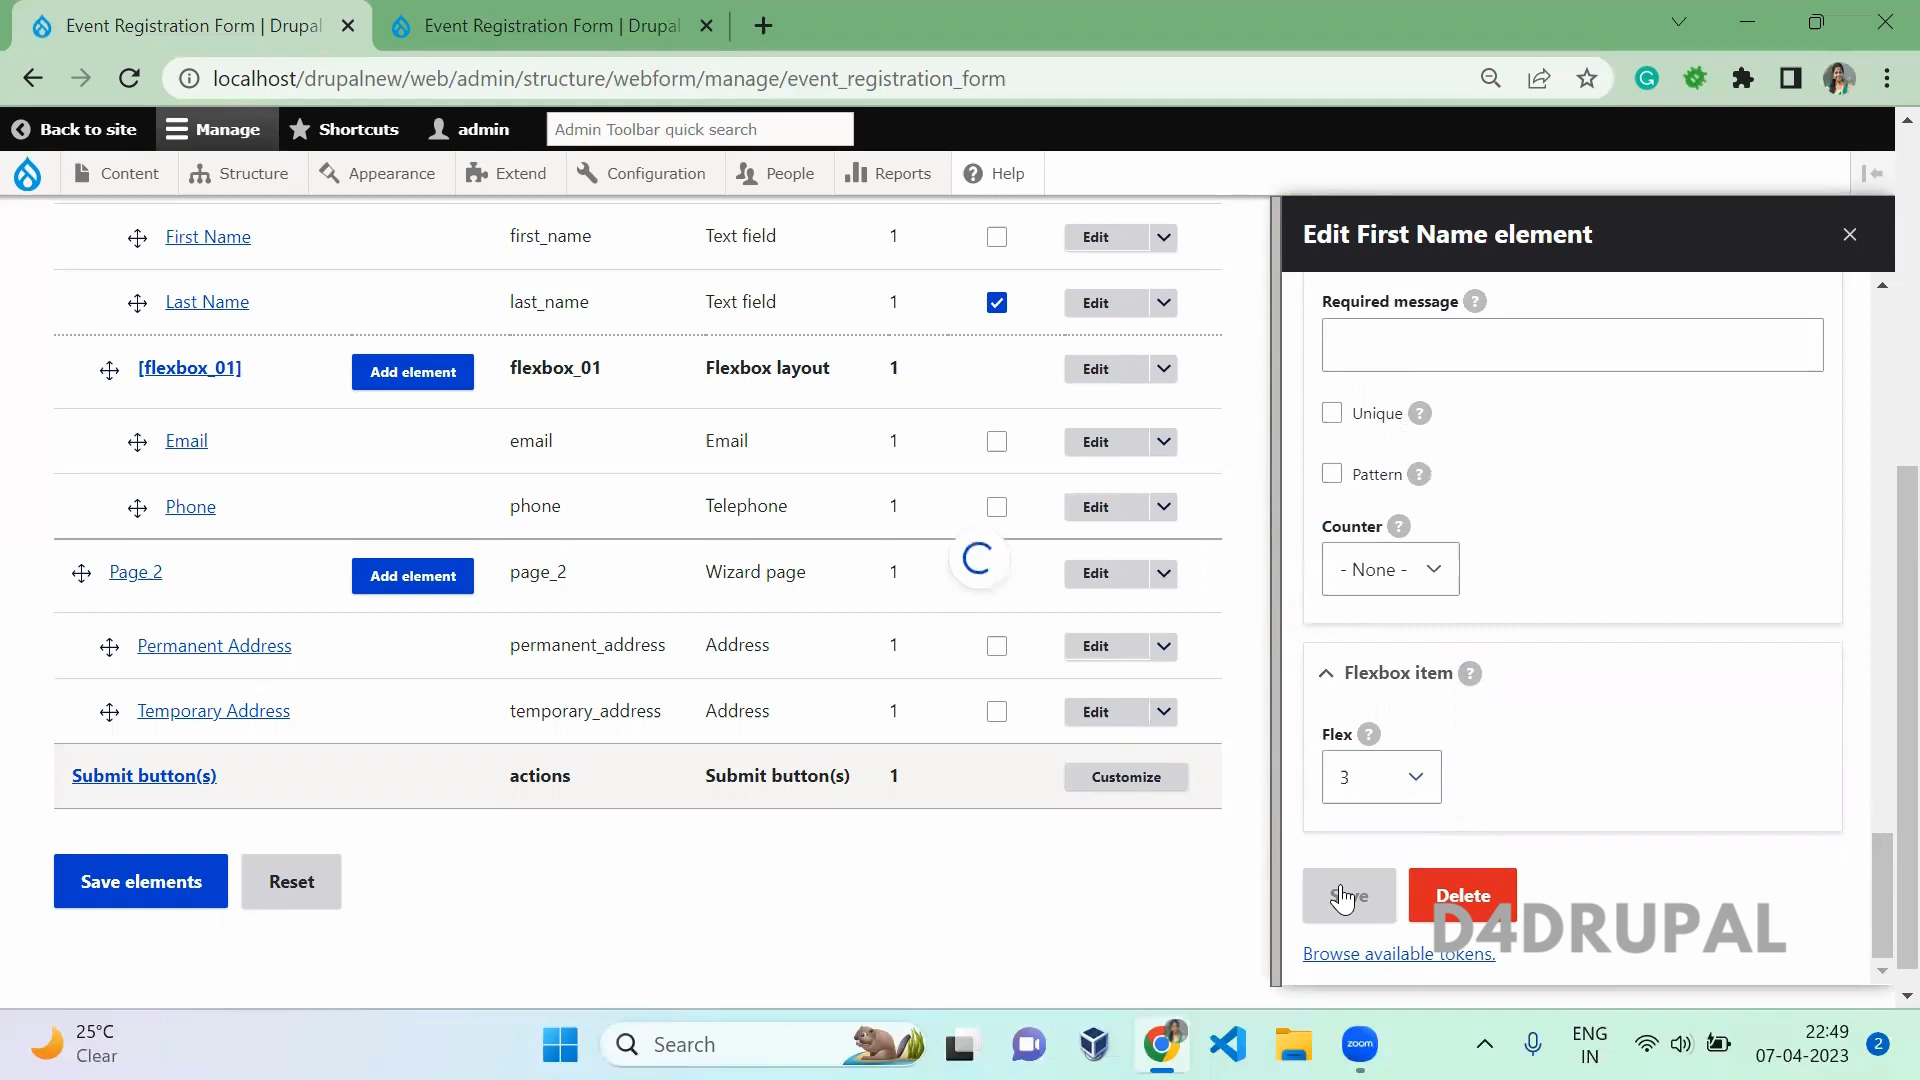 Event Registration Form | Drupal
Event Registration Form | Drupal
localhost/drupalnew/web/admin/structure/webform/manage/event_registration_form
Back to site
Manage
Shortcuts
admin
Admin Toolbar quick search
Content
Structure
Appearance
Extend
Configuration
People
Reports
Help
First Name first_name Text field 1 Edit
Last Name last_name Text field 1 Edit
[flexbox_01] Add element flexbox_01 Flexbox layout 1 Edit
Email email Email 1 Edit
Phone phone Telephone 1 Edit
Page 2 Add element page_2 Wizard page 1 Edit
Permanent Address permanent_address Address 1 Edit
Temporary Address temporary_address Address 1 Edit
Submit button(s) actions Submit button(s) 1 Customize
Save elements
Reset
Edit First Name element
Required message ?
Unique ?
Pattern ?
Counter ?
- None -
Flexbox item ?
Flex ?
3
Save
Delete
Browse available tokens.
D4DRUPAL
25°C
Clear
Search
zoom
ENG
IN
22:49
07-04-2023
2